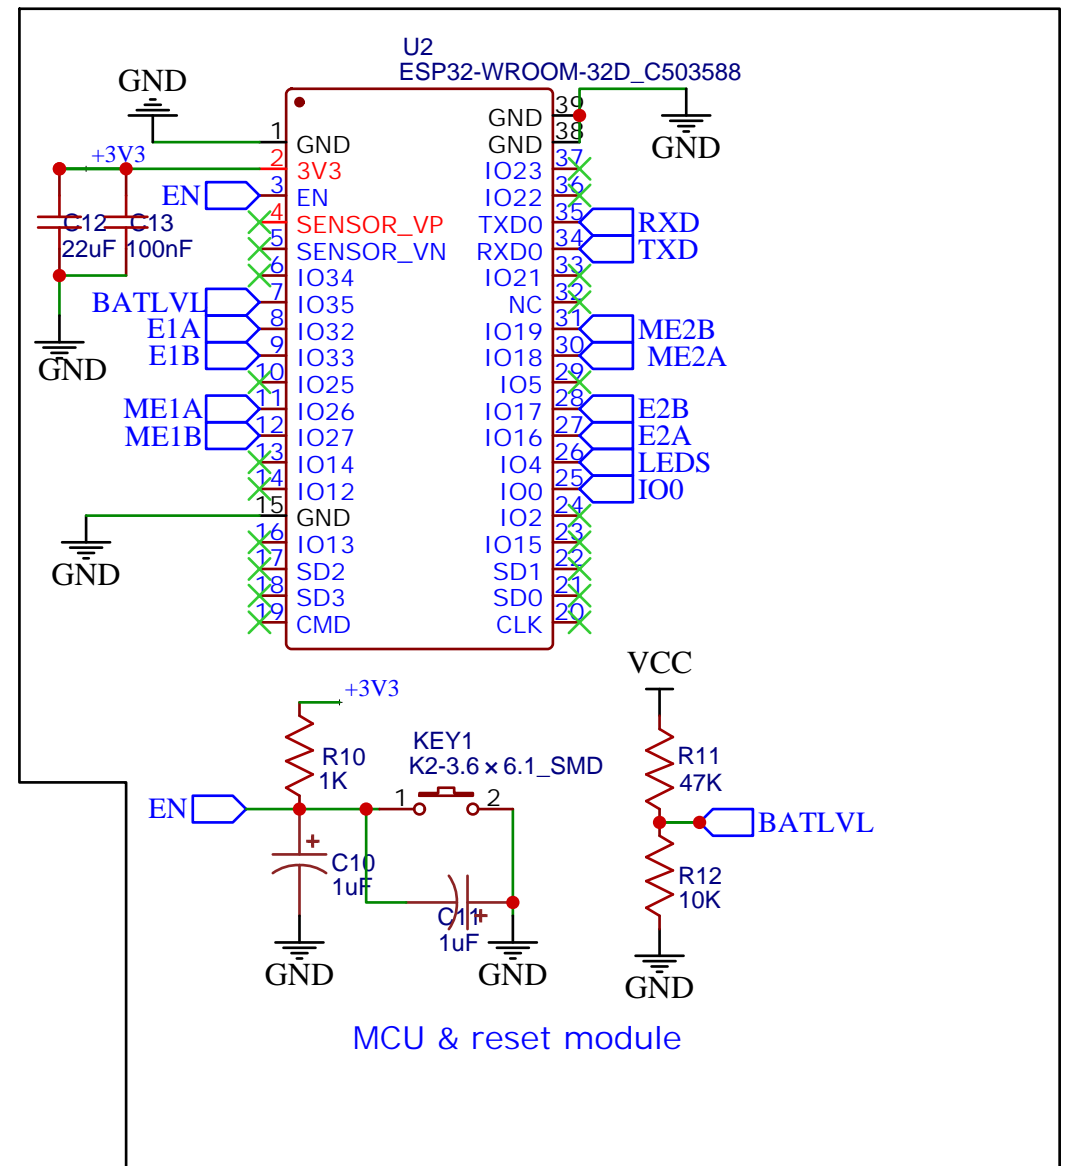 U2
ESP32-WROOM-32D_C503588
GND
1 GND
+3V3
2 3V3
EN 3 EN
4 SENSOR_VP
5 SENSOR_VN
6 IO34
BATLVL 7 IO35
E1A 8 IO32
E1B 9 IO33
10 IO25
ME1A 11 IO26
ME1B 12 IO27
13 IO14
14 IO12
15 GND
16 IO13
17 SD2
18 SD3
19 CMD
C12
22uF
C13
100nF
GND
GND
GND 39
GND 38
GND
IO23 37
IO22 36
TXD0 35 RXD
RXD0 34 TXD
IO21 33
NC 32
IO19 31 ME2B
IO18 30 ME2A
IO5 29
IO17 28 E2B
IO16 27 E2A
IO4 26 LEDS
IO0 25 IO0
IO2 24
IO15 23
SD1 22
SD0 21
CLK 20
+3V3
R10
1K
KEY1
K2-3.6×6.1_SMD
EN
1 2
+
C10
1uF
C11
+
1uF
GND
GND
VCC
R11
47K
BATLVL
R12
10K
GND
MCU & reset module